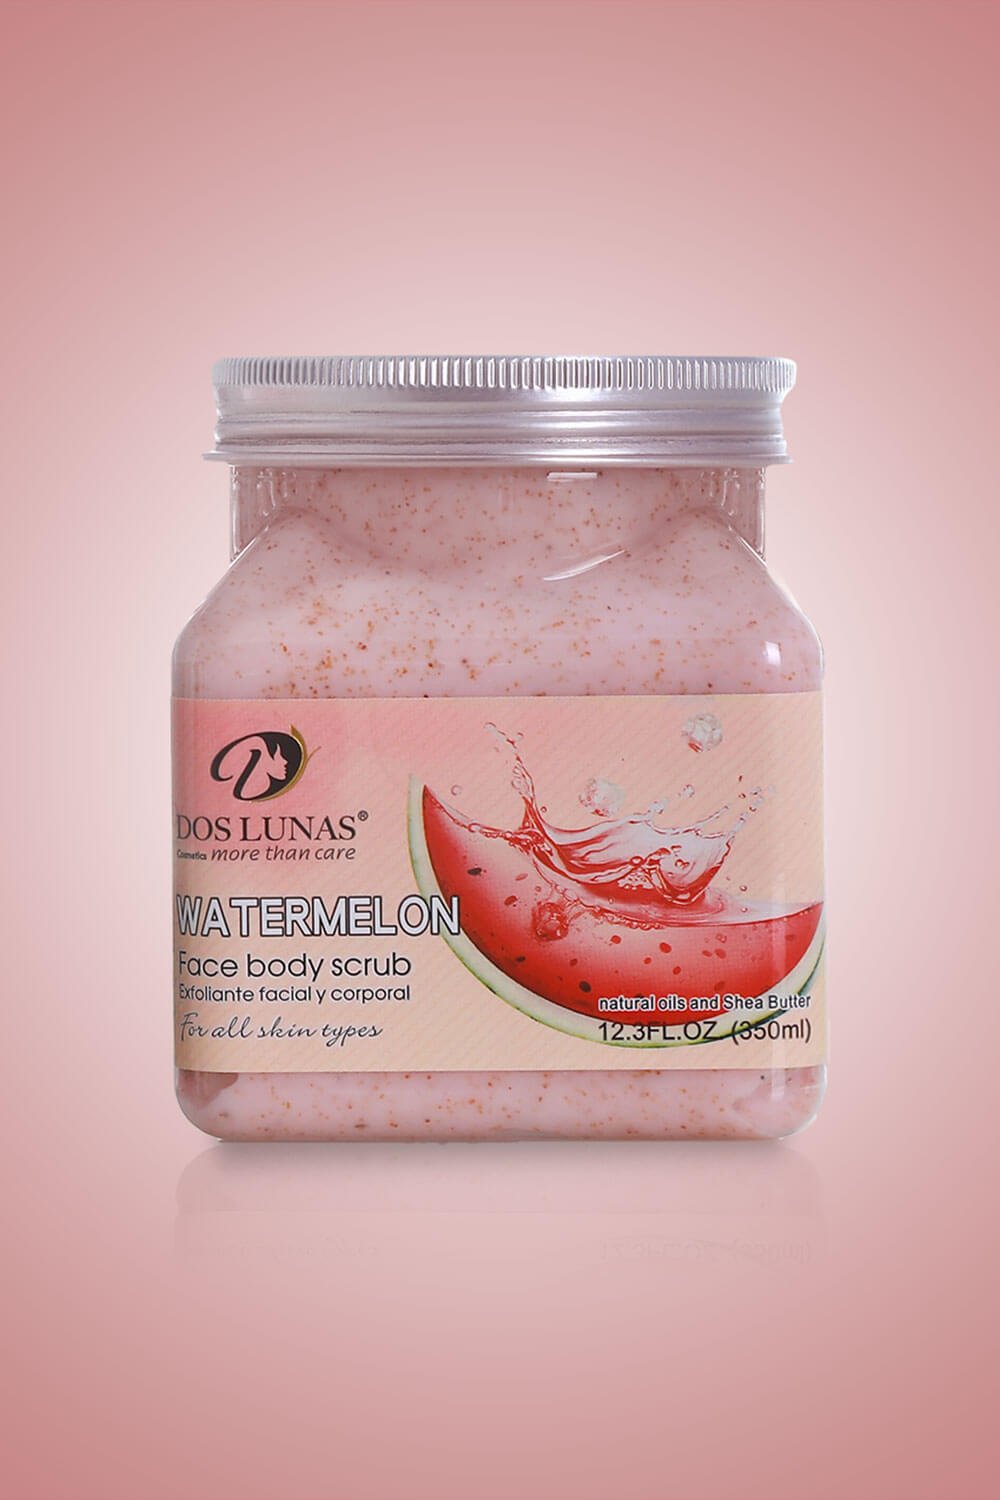 DOS LUNAS®
Cosmetics more than care
WATERMELON
Face body scrub
Exfoliante facial y corporal
For all skin types
natural oils and Shea Butter
12.3FL.OZ. (350ml)